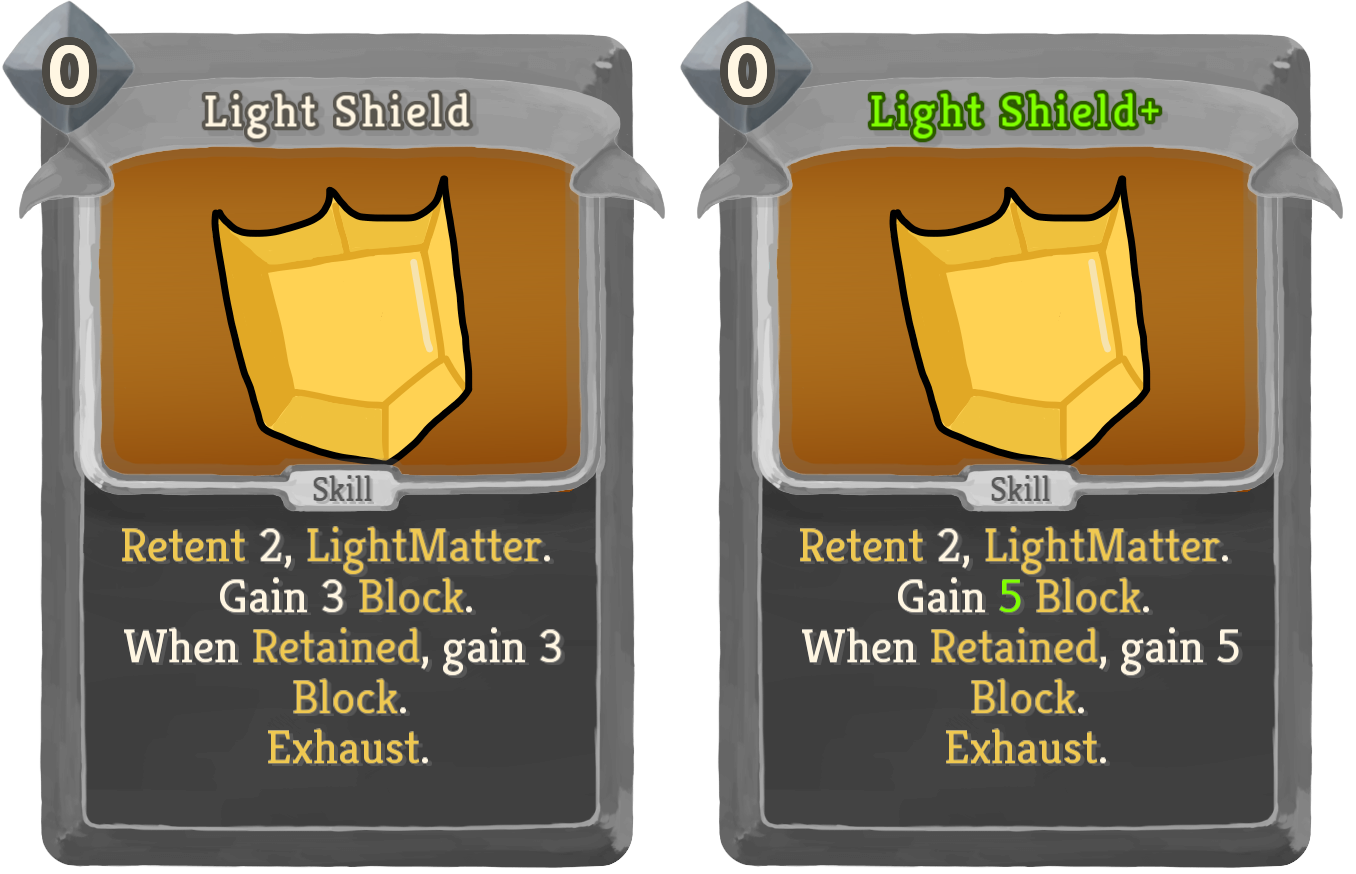 0
Light Shield
Skill
Retent 2, LightMatter.
Gain 3 Block.
When Retained, gain 3
Block.
Exhaust.
0
Light Shield+
Skill
Retent 2, LightMatter.
Gain 5 Block.
When Retained, gain 5
Block.
Exhaust.